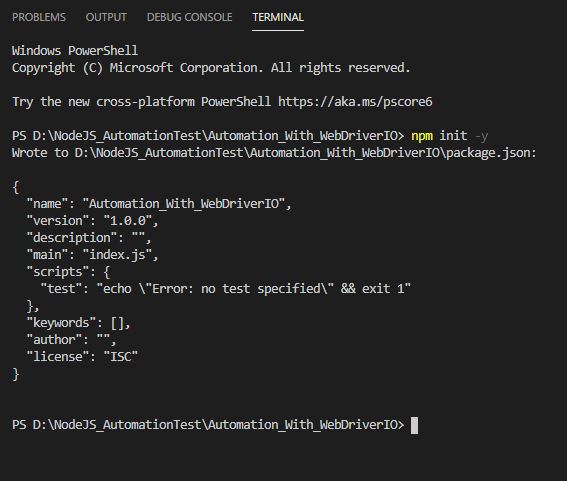 PROBLEMS OUTPUT DEBUG CONSOLE TERMINAL
Windows PowerShell
Copyright (C) Microsoft Corporation. All rights reserved.
Try the new cross-platform PowerShell https://aka.ms/pscore6
PS D:\NodeJS_AutomationTest\Automation_With_WebDriverIO> npm init -y
Wrote to D:\NodeJS_AutomationTest\Automation_With_WebDriverIO\package.json:
{
  "name": "Automation_With_WebDriverIO",
  "version": "1.0.0",
  "description": "",
  "main": "index.js",
  "scripts": {
    "test": "echo \"Error: no test specified\" && exit 1"
  },
  "keywords": [],
  "author": "",
  "license": "ISC"
}
PS D:\NodeJS_AutomationTest\Automation_With_WebDriverIO>